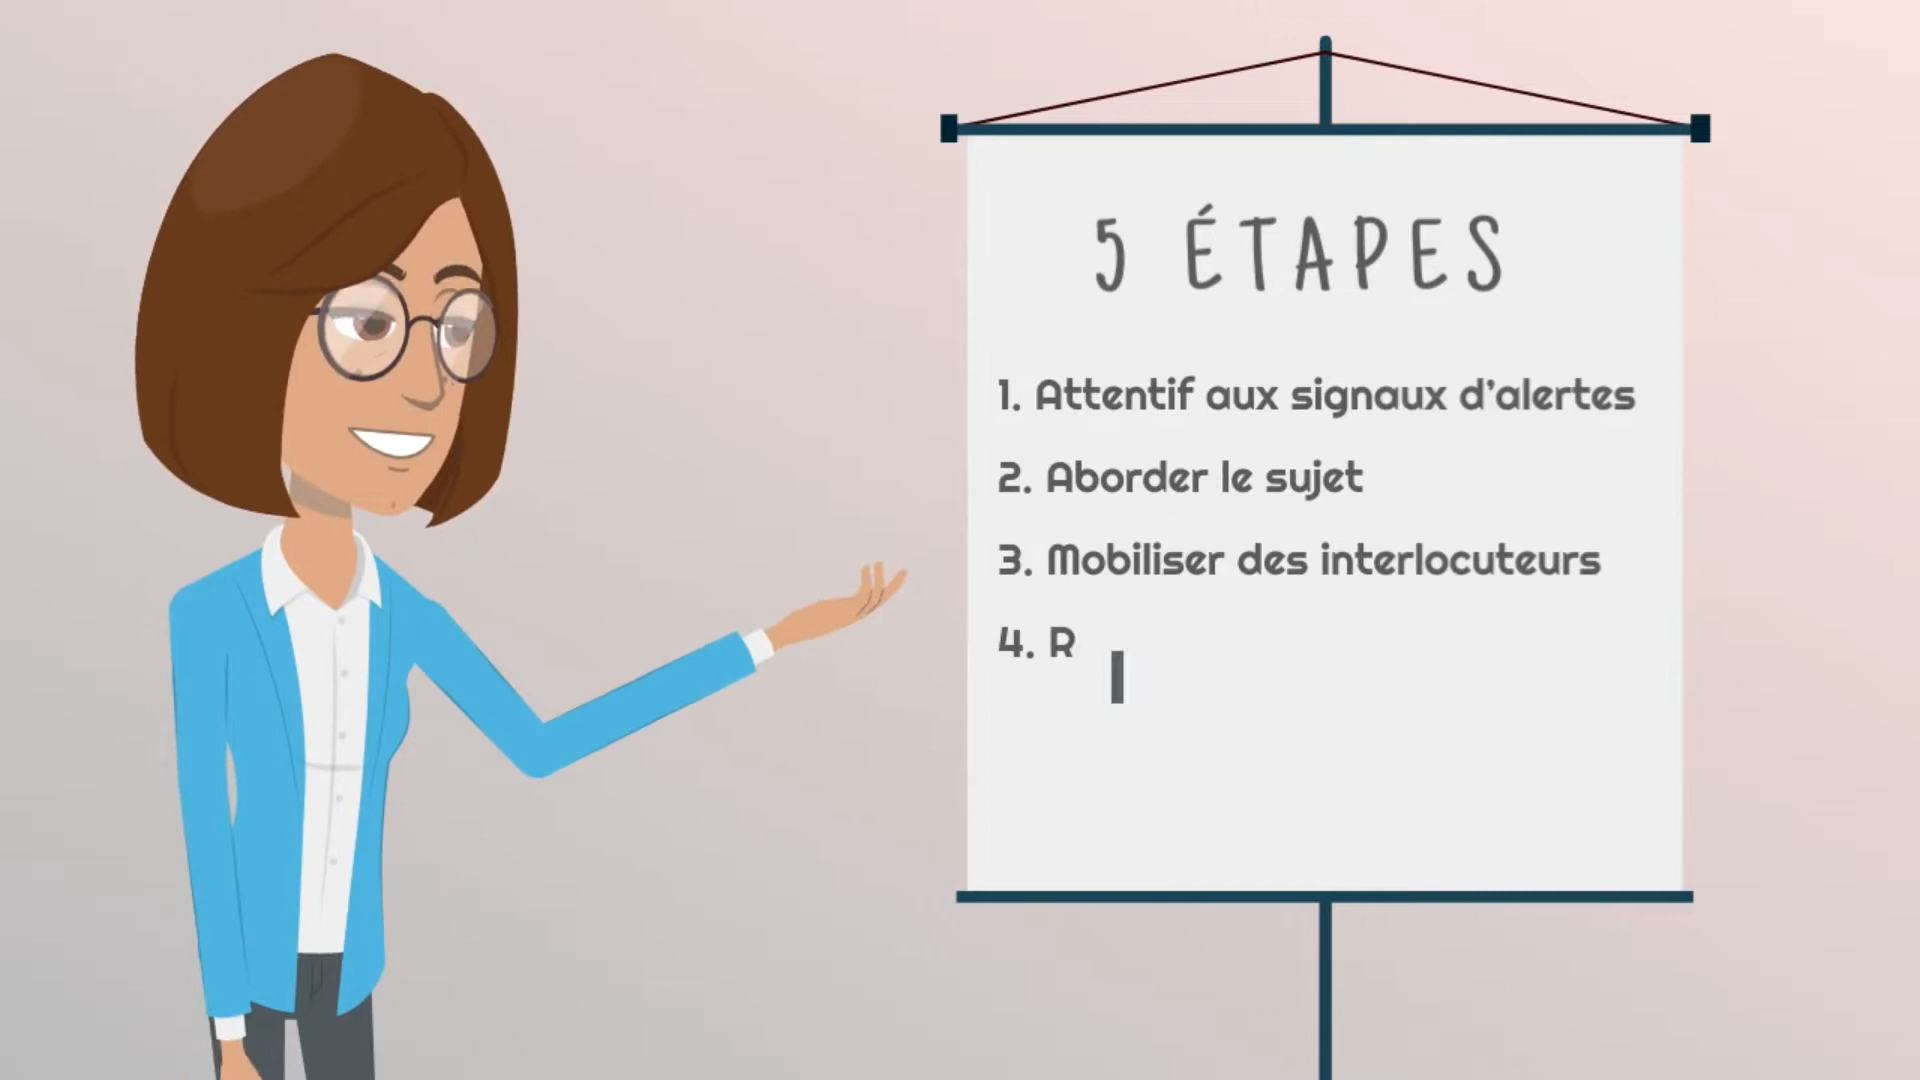 5 ÉTAPES
1. Attentif aux signaux d'alertes
2. Aborder le sujet
3. Mobiliser des interlocuteurs
4. R